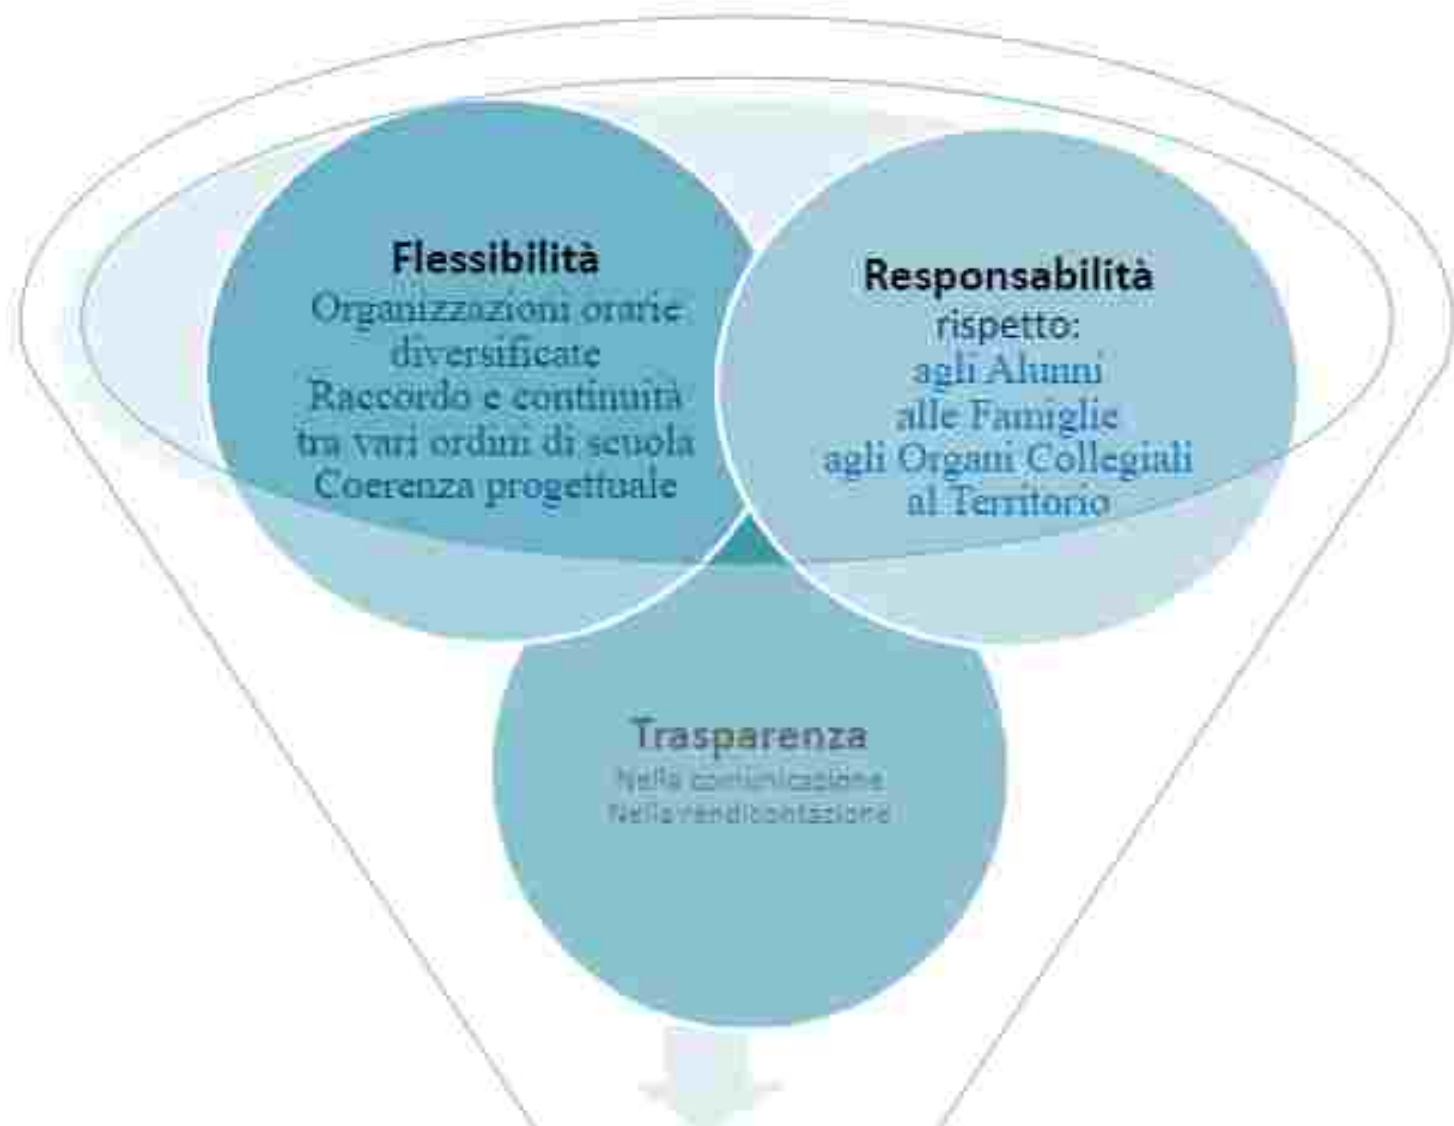 Flessibilità
Organizzazioni orarie
diversificate
Raccordo e continuità
tra vari ordini di scuola
Coerenza progettuale
Responsabilità
rispetto:
agli Alunni
alle Famiglie
agli Organi Collegiali
al Territorio
Trasparenza
Nella comunicazione
Nella rendicontazione